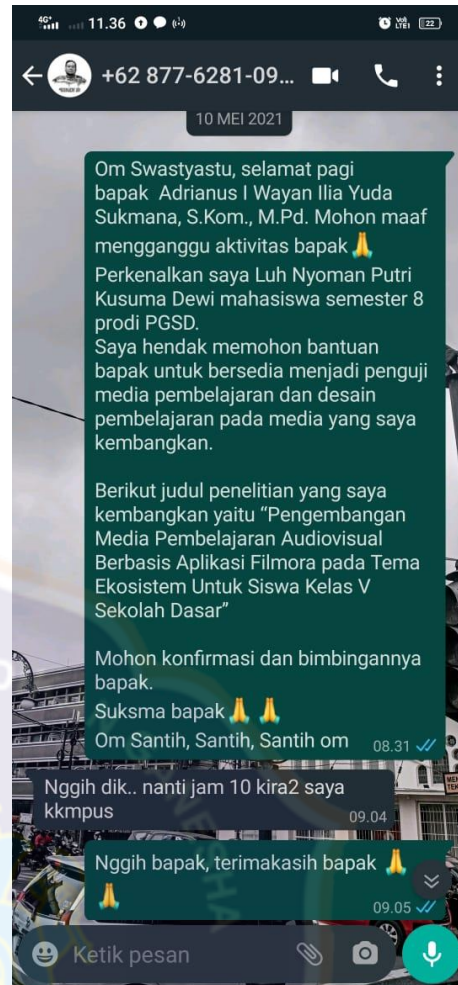 4G+ 11.36
VoLTE1 22
+62 877-6281-09...
10 MEI 2021
Om Swastyastu, selamat pagi
bapak Adrianus I Wayan Ilia Yuda
Sukmana, S.Kom., M.Pd. Mohon maaf
mengganggu aktivitas bapak🙏
Perkenalkan saya Luh Nyoman Putri
Kusuma Dewi mahasiswa semester 8
prodi PGSD.
Saya hendak memohon bantuan
bapak untuk bersedia menjadi penguji
media pembelajaran dan desain
pembelajaran pada media yang saya
kembangkan.
Berikut judul penelitian yang saya
kembangkan yaitu “Pengembangan
Media Pembelajaran Audiovisual
Berbasis Aplikasi Filmora pada Tema
Ekosistem Untuk Siswa Kelas V
Sekolah Dasar”
Mohon konfirmasi dan bimbingannya
bapak.
Suksma bapak🙏🙏
Om Santih, Santih, Santih om 08.31
Nggih dik.. nanti jam 10 kira2 saya
kkmpus 09.04
Nggih bapak, terimakasih bapak 🙏
🙏 09.05
Ketik pesan